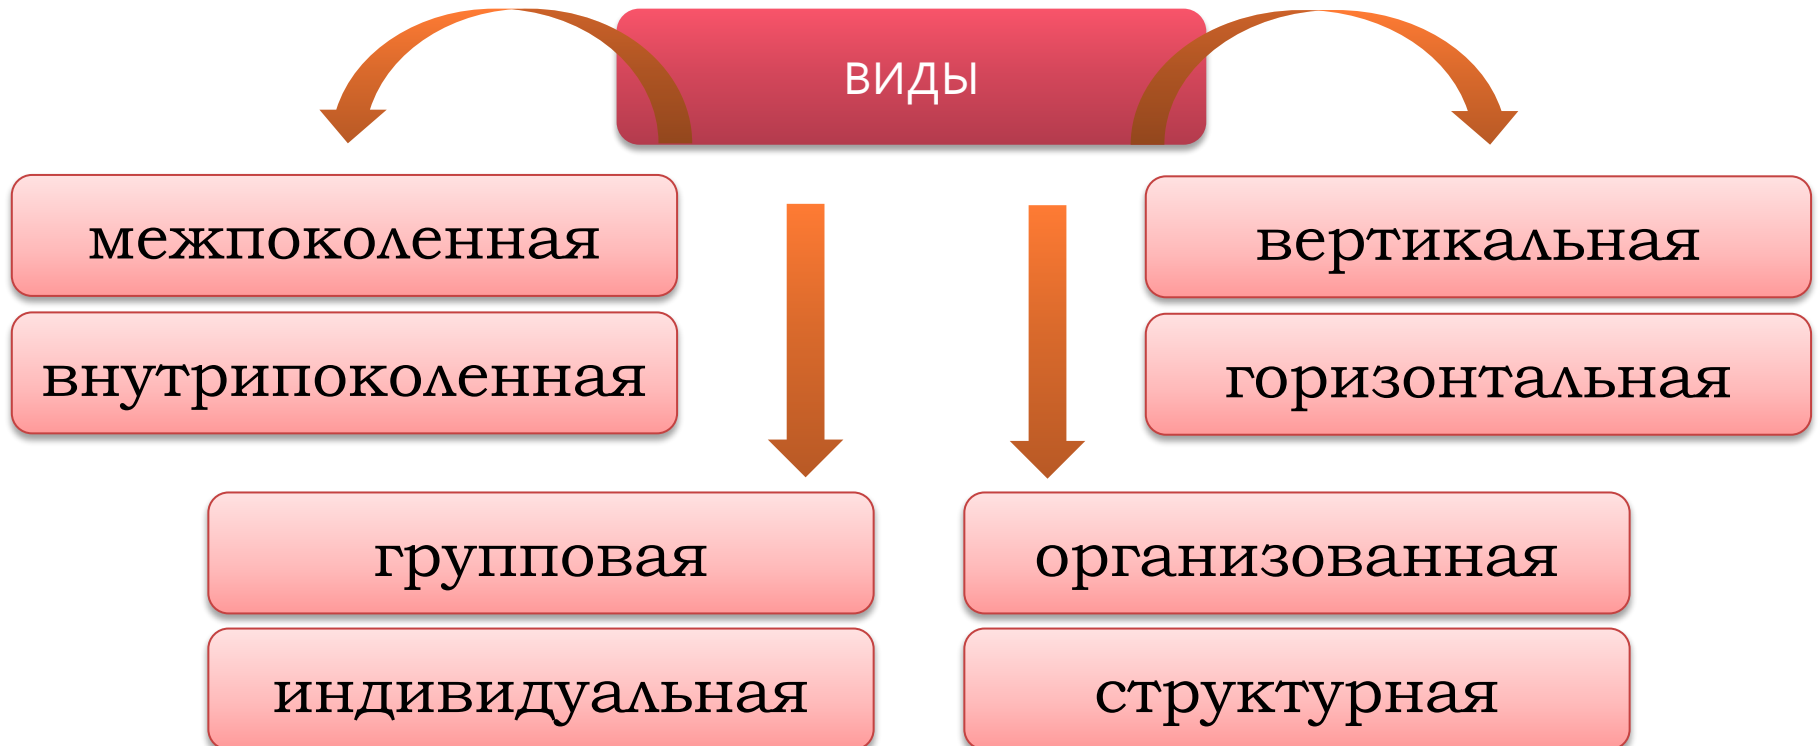 ВИДЫ
межпоколенная
внутрипоколенная
вертикальная
горизонтальная
групповая
индивидуальная
организованная
структурная